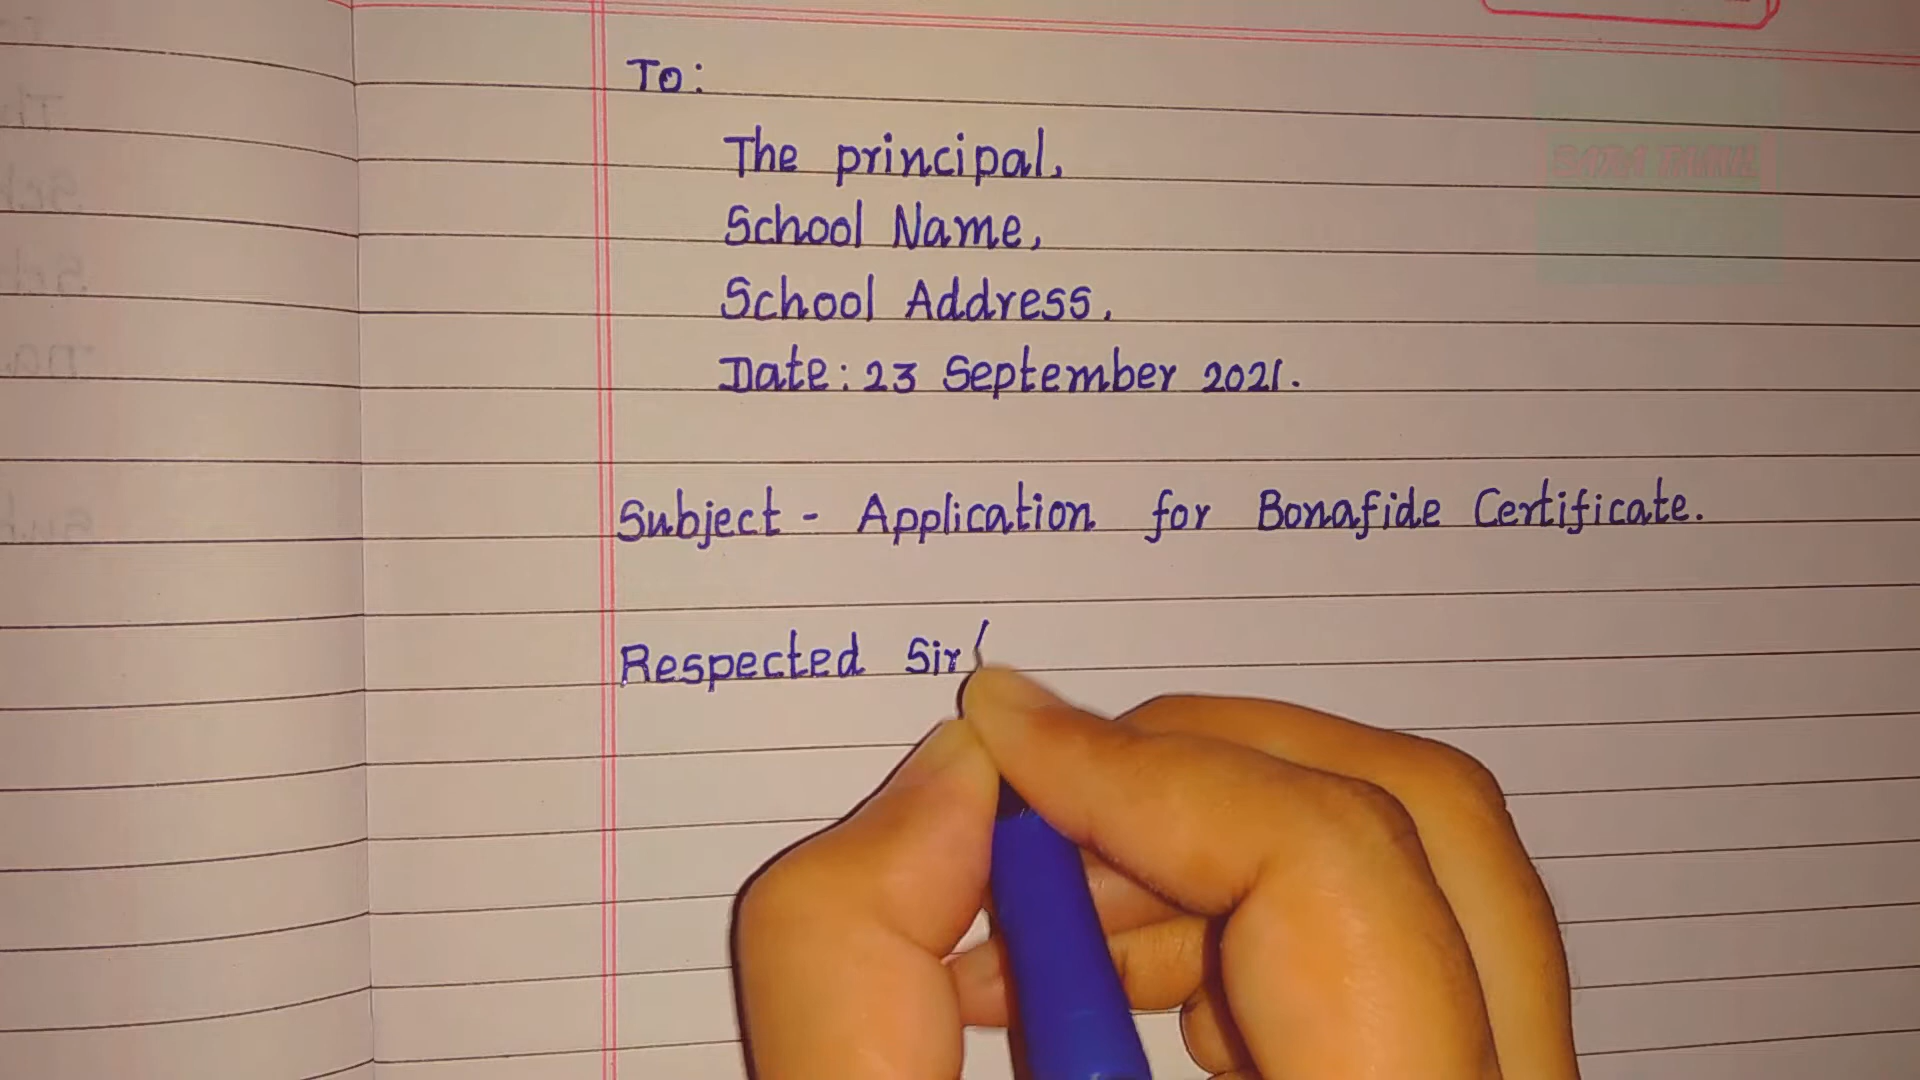 To:
The principal,
School Name,
School Address,
Date: 23 September 2021.
Subject - Application for Bonafide Certificate.
Respected Sir/